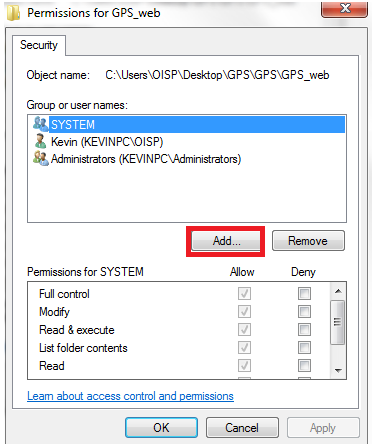 Permissions for GPS_web
Security
Object name: C:\Users\OISP\Desktop\GPS\GPS\GPS_web
Group or user names:
SYSTEM
Kevin (KEVINPC\OISP)
Administrators (KEVINPC\Administrators)
Add... Remove
Permissions for SYSTEM Allow Deny
Full control
Modify
Read & execute
List folder contents
Read
Learn about access control and permissions
OK Cancel Apply